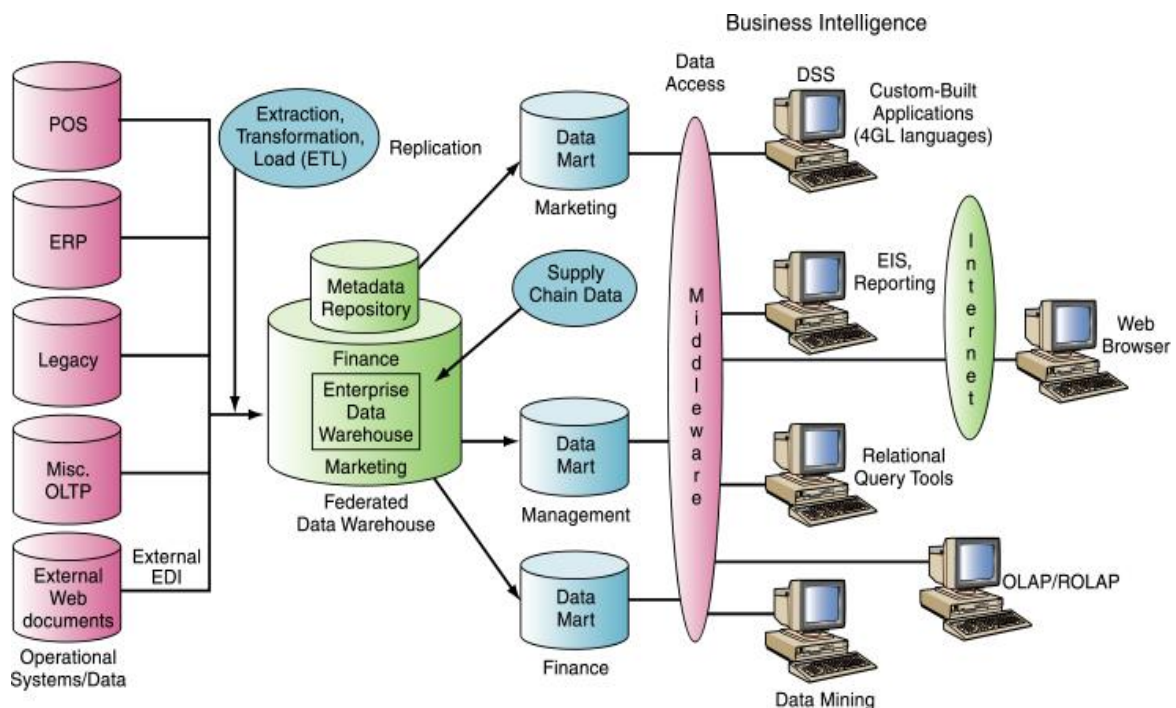 Business Intelligence
POS
ERP
Legacy
Misc.
OLTP
External
Web
documents
External
EDI
Operational
Systems/Data
Extraction,
Transformation,
Load (ETL)
Replication
Metadata
Repository
Finance
Enterprise
Data
Warehouse
Marketing
Federated
Data Warehouse
Supply
Chain Data
Data
Mart
Marketing
Data
Mart
Management
Data
Mart
Finance
Data
Access
Middleware
DSS
Custom-Built
Applications
(4GL languages)
EIS,
Reporting
Internet
Web
Browser
Relational
Query Tools
OLAP/ROLAP
Data Mining